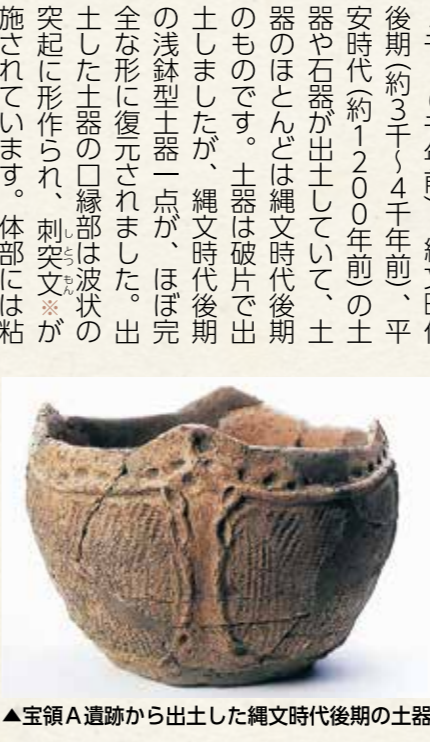 後期（約３千～４千年前）、平
安時代（約１２００年前）の土
器や石器が出土していて、土
器のほとんどは縄文時代後期
のものです。土器は破片で出
土しましたが、縄文時代後期
の浅鉢型土器一点が、ほぼ完
全な形に復元されました。出
土した土器の口縁部は波状の
突起に形作られ、刺突文※が
しとつもん
施されています。体部には粘
▲宝領Ａ遺跡から出土した縄文時代後期の土器